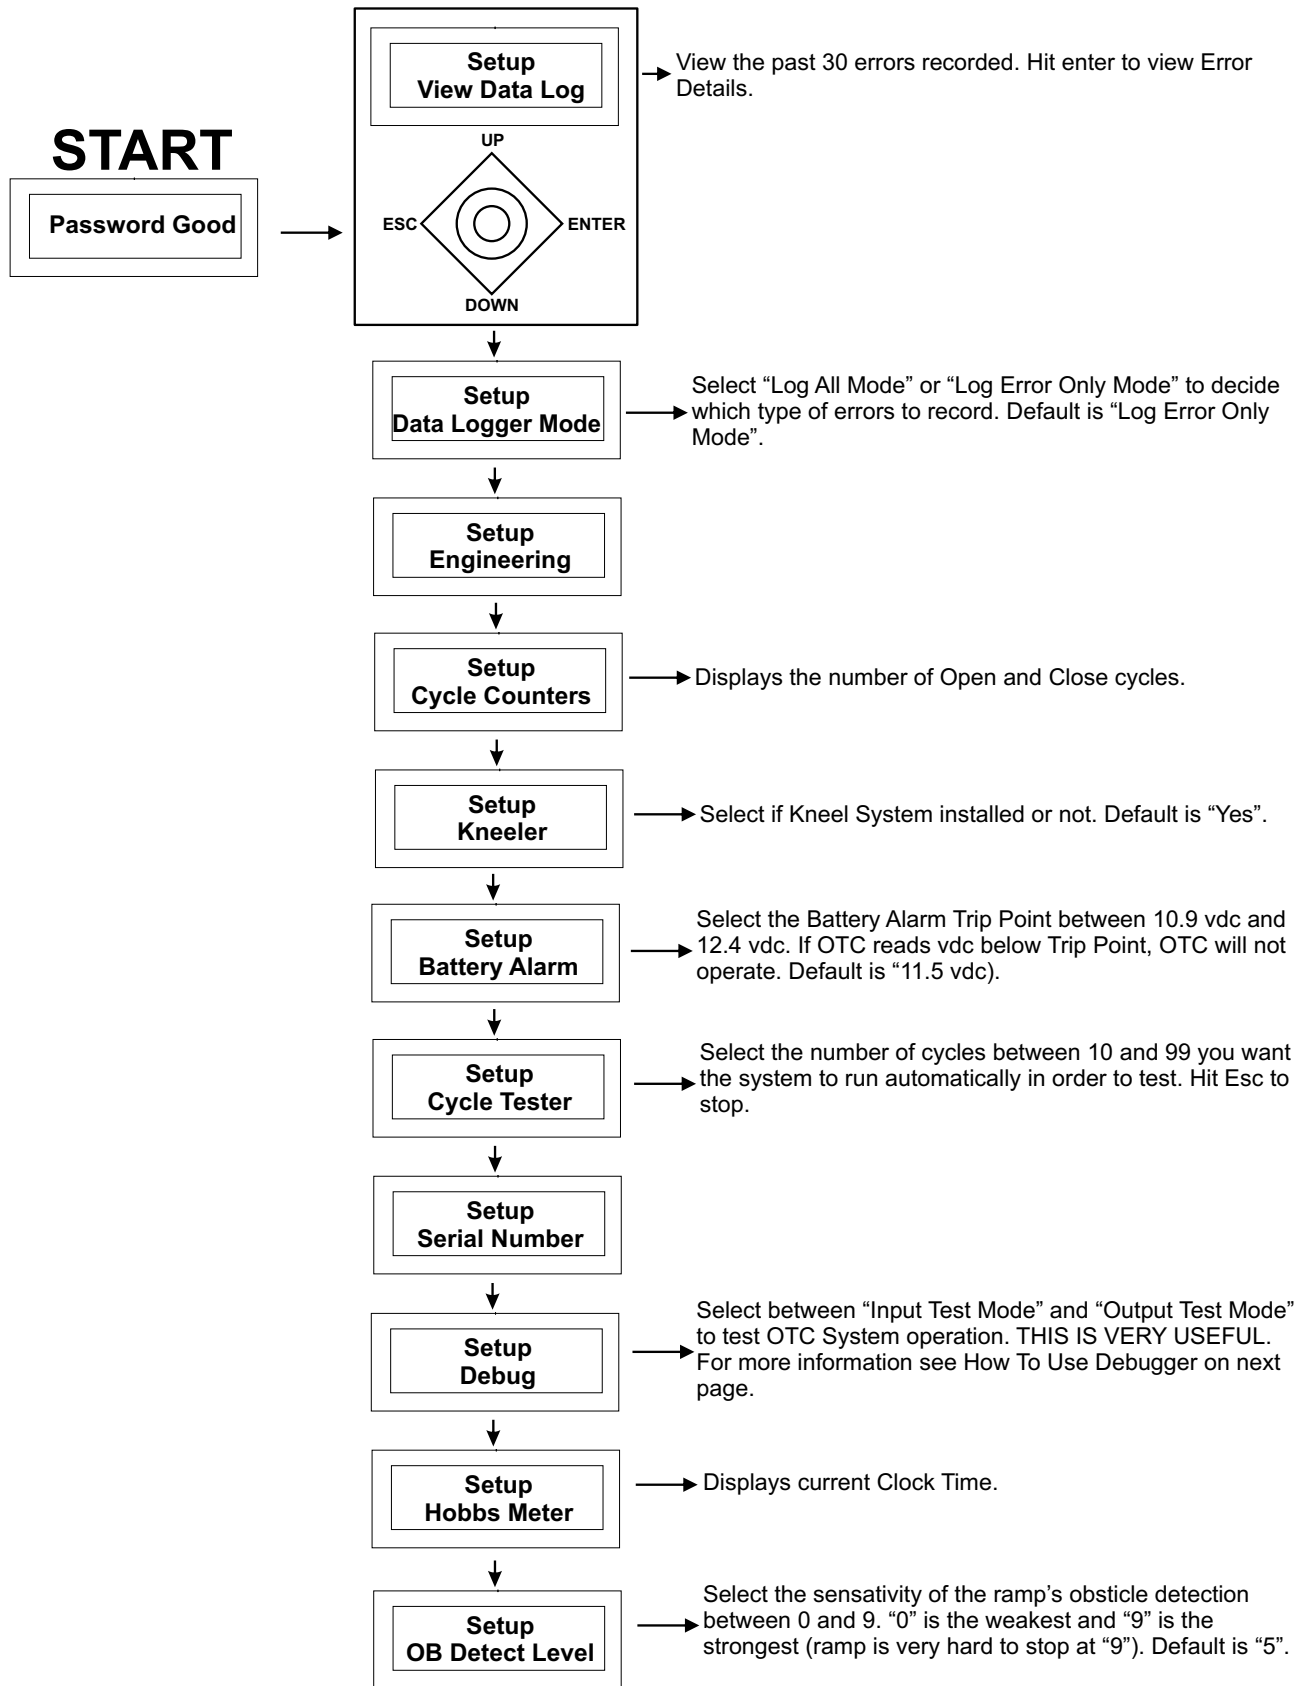 START
Password Good
Setup
View Data Log
UP
ESC
ENTER
DOWN
View the past 30 errors recorded. Hit enter to view Error
Details.
Setup
Data Logger Mode
Select “Log All Mode” or “Log Error Only Mode” to decide
which type of errors to record. Default is “Log Error Only
Mode”.
Setup
Engineering
Setup
Cycle Counters
Displays the number of Open and Close cycles.
Setup
Kneeler
Select if Kneel System installed or not. Default is “Yes”.
Setup
Battery Alarm
Select the Battery Alarm Trip Point between 10.9 vdc and
12.4 vdc. If OTC reads vdc below Trip Point, OTC will not
operate. Default is “11.5 vdc).
Setup
Cycle Tester
Select the number of cycles between 10 and 99 you want
the system to run automatically in order to test. Hit Esc to
stop.
Setup
Serial Number
Setup
Debug
Select between “Input Test Mode” and “Output Test Mode”
to test OTC System operation. THIS IS VERY USEFUL.
For more information see How To Use Debugger on next
page.
Setup
Hobbs Meter
Displays current Clock Time.
Setup
OB Detect Level
Select the sensativity of the ramp’s obsticle detection
between 0 and 9. “0” is the weakest and “9” is the
strongest (ramp is very hard to stop at “9”). Default is “5”.